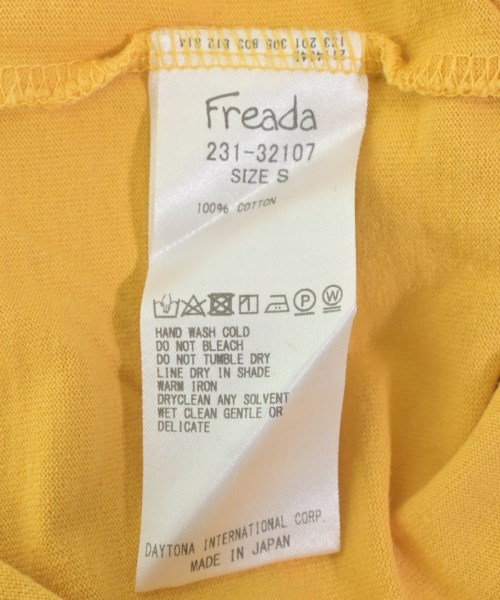 Freada
231-32107
SIZE S
100% COTTON
P W
HAND WASH COLD
DO NOT BLEACH
DO NOT TUMBLE DRY
LINE DRY IN SHADE
WARM IRON
DRYCLEAN ANY SOLVENT
WET CLEAN GENTLE OR
DELICATE
DAYTONA INTERNATIONAL CORP.
MADE IN JAPAN